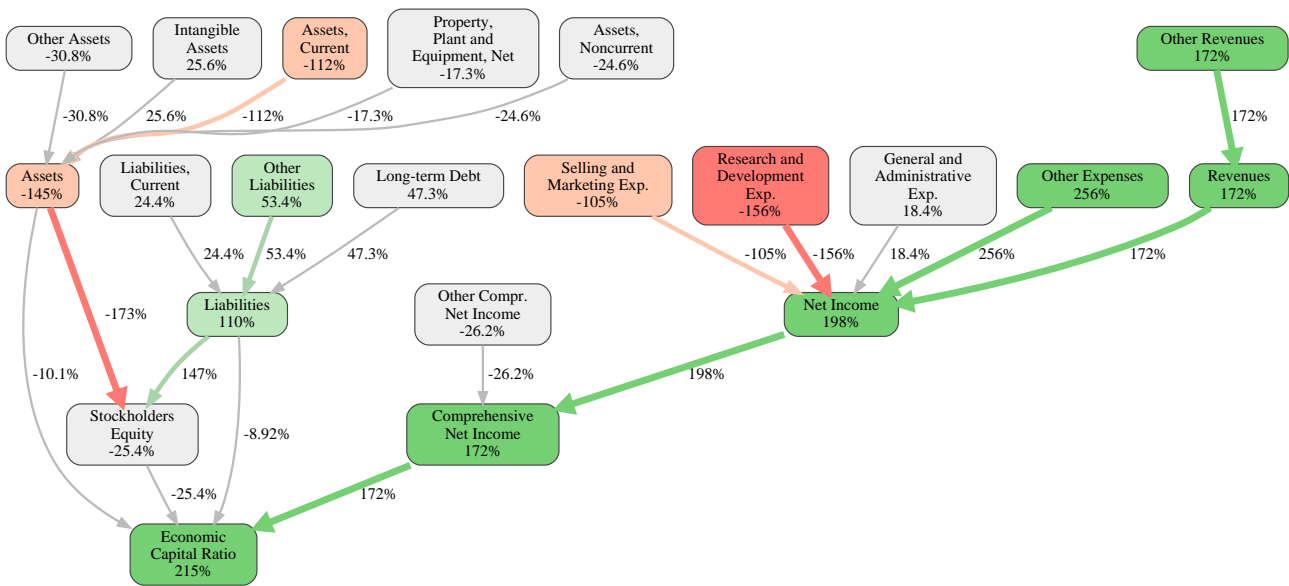 Other Assets
-30.8%
Intangible
Assets
25.6%
Assets,
Current
-112%
Property,
Plant and
Equipment, Net
-17.3%
Assets,
Noncurrent
-24.6%
Other Revenues
172%
-30.8%
25.6%
-112%
-17.3%
-24.6%
172%
Assets
-145%
Liabilities,
Current
24.4%
Other
Liabilities
53.4%
Long-term Debt
47.3%
Selling and
Marketing Exp.
-105%
Research and
Development
Exp.
-156%
General and
Administrative
Exp.
18.4%
Other Expenses
256%
Revenues
172%
24.4%
53.4%
47.3%
-105%
-156%
18.4%
256%
172%
-173%
Liabilities
110%
Other Compr.
Net Income
-26.2%
Net Income
198%
-10.1%
147%
-26.2%
198%
Stockholders
Equity
-25.4%
-8.92%
Comprehensive
Net Income
172%
-25.4%
172%
Economic
Capital Ratio
215%